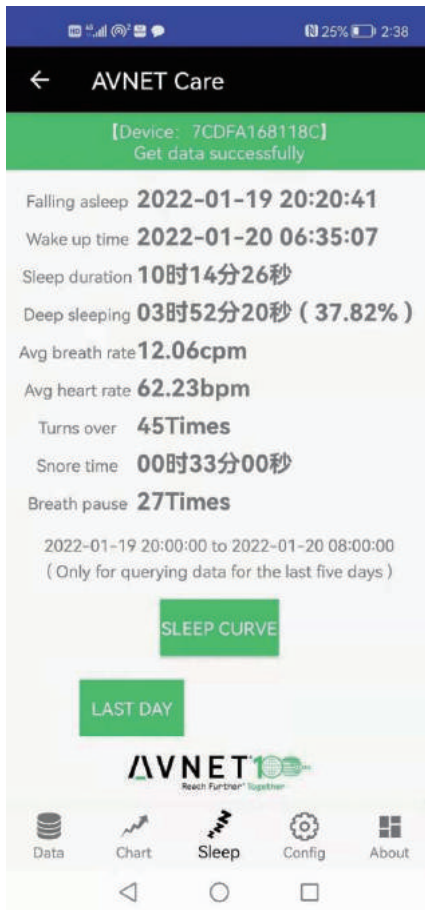 HD 25% 2:38
AVNET Care
【Device: 7CDFA168118C】
Get data successfully
Falling asleep 2022-01-19 20:20:41
Wake up time 2022-01-20 06:35:07
Sleep duration 10时14分26秒
Deep sleeping 03时52分20秒 ( 37.82% )
Avg breath rate 12.06cpm
Avg heart rate 62.23bpm
Turns over 45Times
Snore time 00时33分00秒
Breath pause 27Times
2022-01-19 20:00:00 to 2022-01-20 08:00:00
( Only for querying data for the last five days )
SLEEP CURVE
LAST DAY
AVNET 100
Reach Further Together
Data Chart Sleep Config About